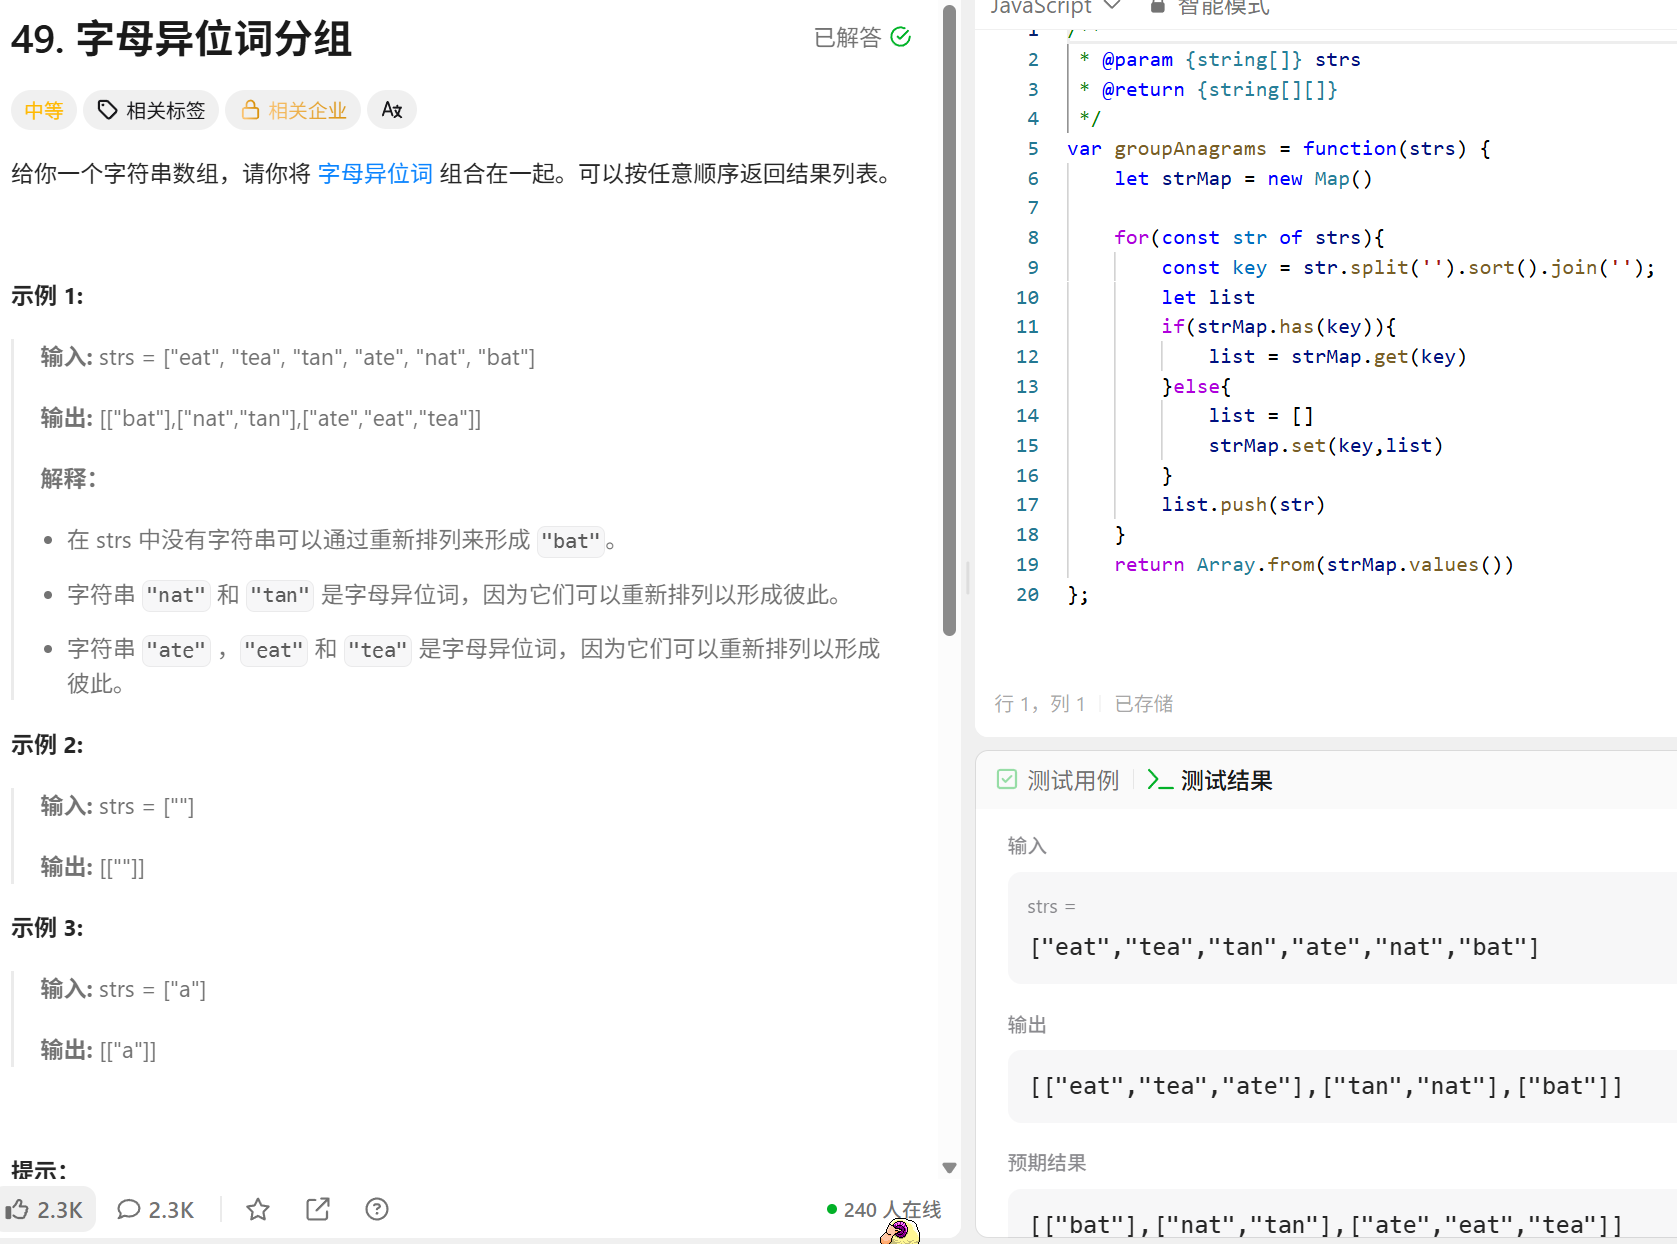 49. 字母异位词分组
已解答
中等
相关标签
相关企业
给你一个字符串数组，请你将 字母异位词 组合在一起。可以按任意顺序返回结果列表。
示例 1:
输入: strs = ["eat", "tea", "tan", "ate", "nat", "bat"]
输出: [["bat"],["nat","tan"],["ate","eat","tea"]]
解释：
在 strs 中没有字符串可以通过重新排列来形成 "bat"。
字符串 "nat" 和 "tan" 是字母异位词，因为它们可以重新排列以形成彼此。
字符串 "ate" ，"eat" 和 "tea" 是字母异位词，因为它们可以重新排列以形成
彼此。
示例 2:
输入: strs = [""]
输出: [[""]]
示例 3:
输入: strs = ["a"]
输出: [["a"]]
提示：
2.3K
2.3K
240 人在线
JavaScript
智能模式
1 /**
2 * @param {string[]} strs
3 * @return {string[][]}
4 */
5 var groupAnagrams = function(strs) {
6 let strMap = new Map()
7
8 for(const str of strs){
9 const key = str.split('').sort().join('');
10 let list
11 if(strMap.has(key)){
12 list = strMap.get(key)
13 }else{
14 list = []
15 strMap.set(key,list)
16 }
17 list.push(str)
18 }
19 return Array.from(strMap.values())
20 };
行 1，列 1
已存储
测试用例
测试结果
输入
strs =
["eat","tea","tan","ate","nat","bat"]
输出
[["eat","tea","ate"],["tan","nat"],["bat"]]
预期结果
[["bat"],["nat","tan"],["ate","eat","tea"]]